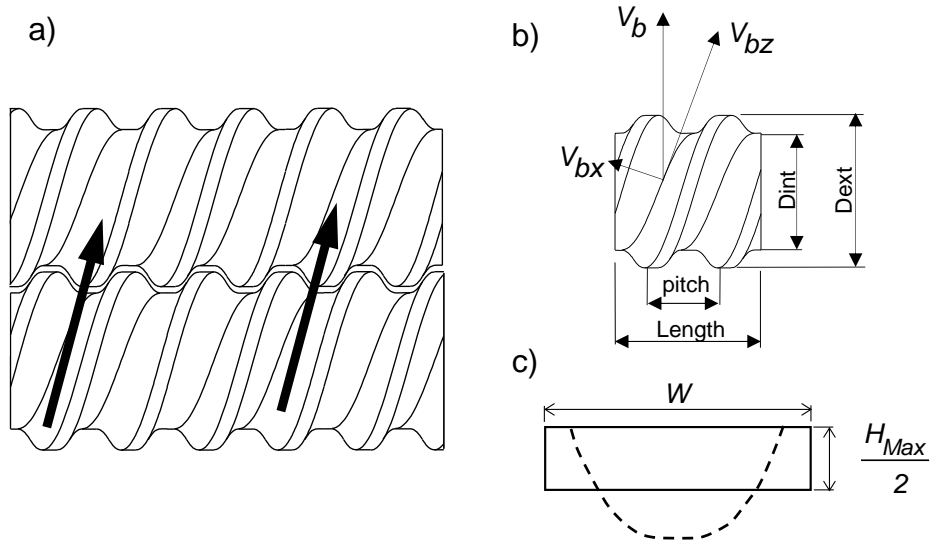 a)
b)
V_b
V_bz
V_bx
Dint
Dext
pitch
Length
c)
W
H_Max
2